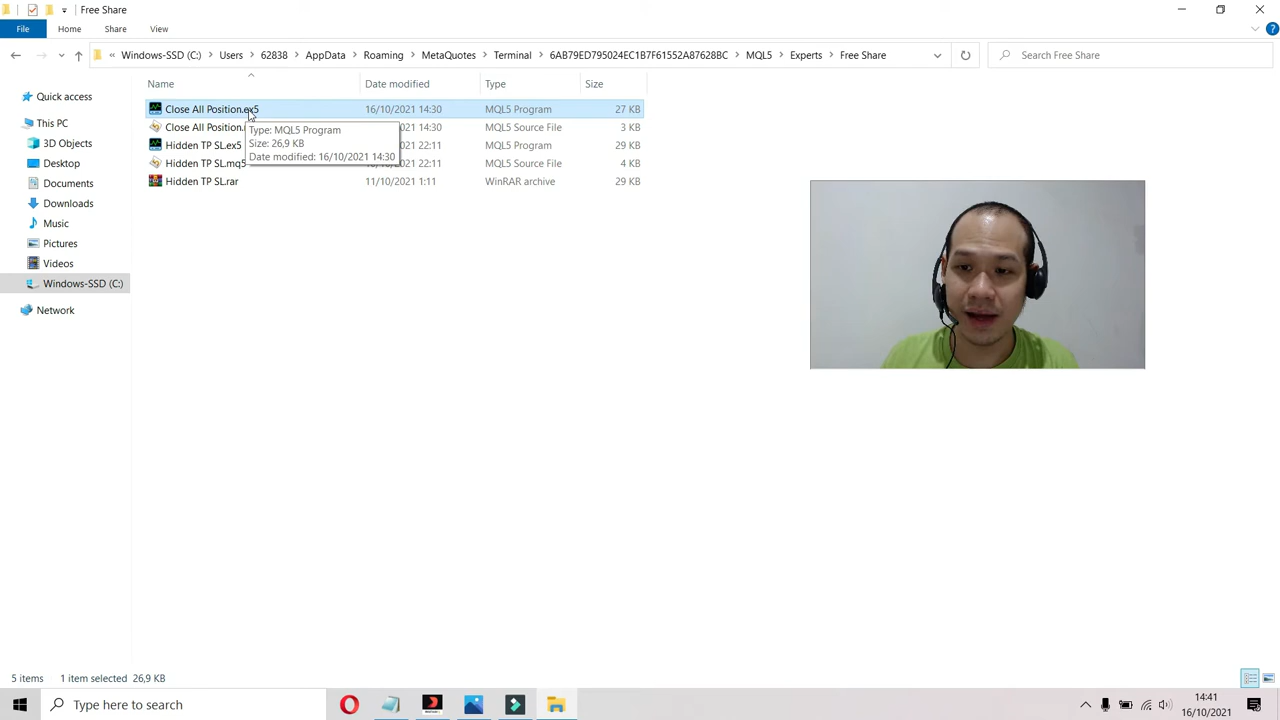 Free Share
File Home Share View
« Windows-SSD (C:) > Users > 62838 > AppData > Roaming > MetaQuotes > Terminal > 6AB79ED795024EC1B7F61552A87628BC > MQL5 > Experts > Free Share
Search Free Share
Name Date modified Type Size
Quick access
This PC
3D Objects
Desktop
Documents
Downloads
Music
Pictures
Videos
Windows-SSD (C:)
Network
Close All Position.ex5 16/10/2021 14:30 MQL5 Program 27 KB
Close All Position. 14:30 MQL5 Source File 3 KB
Hidden TP SL.ex5 22:11 MQL5 Program 29 KB
Hidden TP SL.mq5 22:11 MQL5 Source File 4 KB
Hidden TP SL.rar 11/10/2021 1:11 WinRAR archive 29 KB
Type: MQL5 Program
Size: 26,9 KB
Date modified: 16/10/2021 14:30
5 items 1 item selected 26,9 KB
Type here to search
14:41
16/10/2021